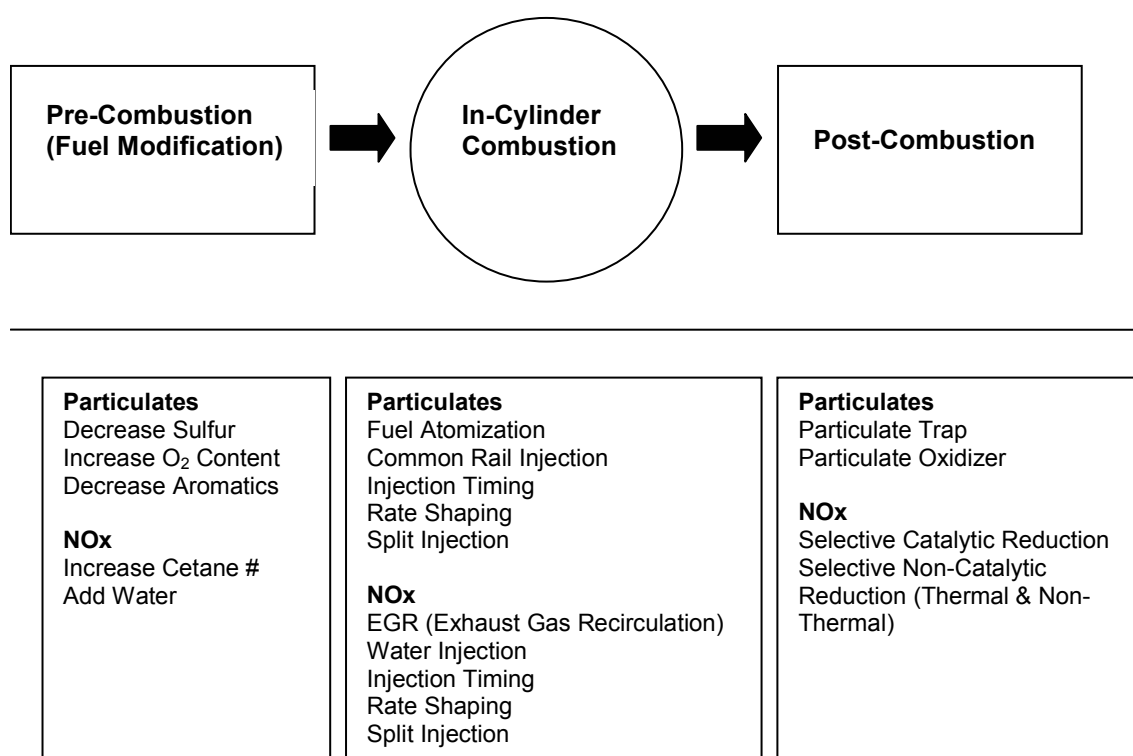 Pre-Combustion
(Fuel Modification)
In-Cylinder
Combustion
Post-Combustion
Particulates
Decrease Sulfur
Increase O₂ Content
Decrease Aromatics
NOx
Increase Cetane #
Add Water
Particulates
Fuel Atomization
Common Rail Injection
Injection Timing
Rate Shaping
Split Injection
NOx
EGR (Exhaust Gas Recirculation)
Water Injection
Injection Timing
Rate Shaping
Split Injection
Particulates
Particulate Trap
Particulate Oxidizer
NOx
Selective Catalytic Reduction
Selective Non-Catalytic
Reduction (Thermal & Non-
Thermal)